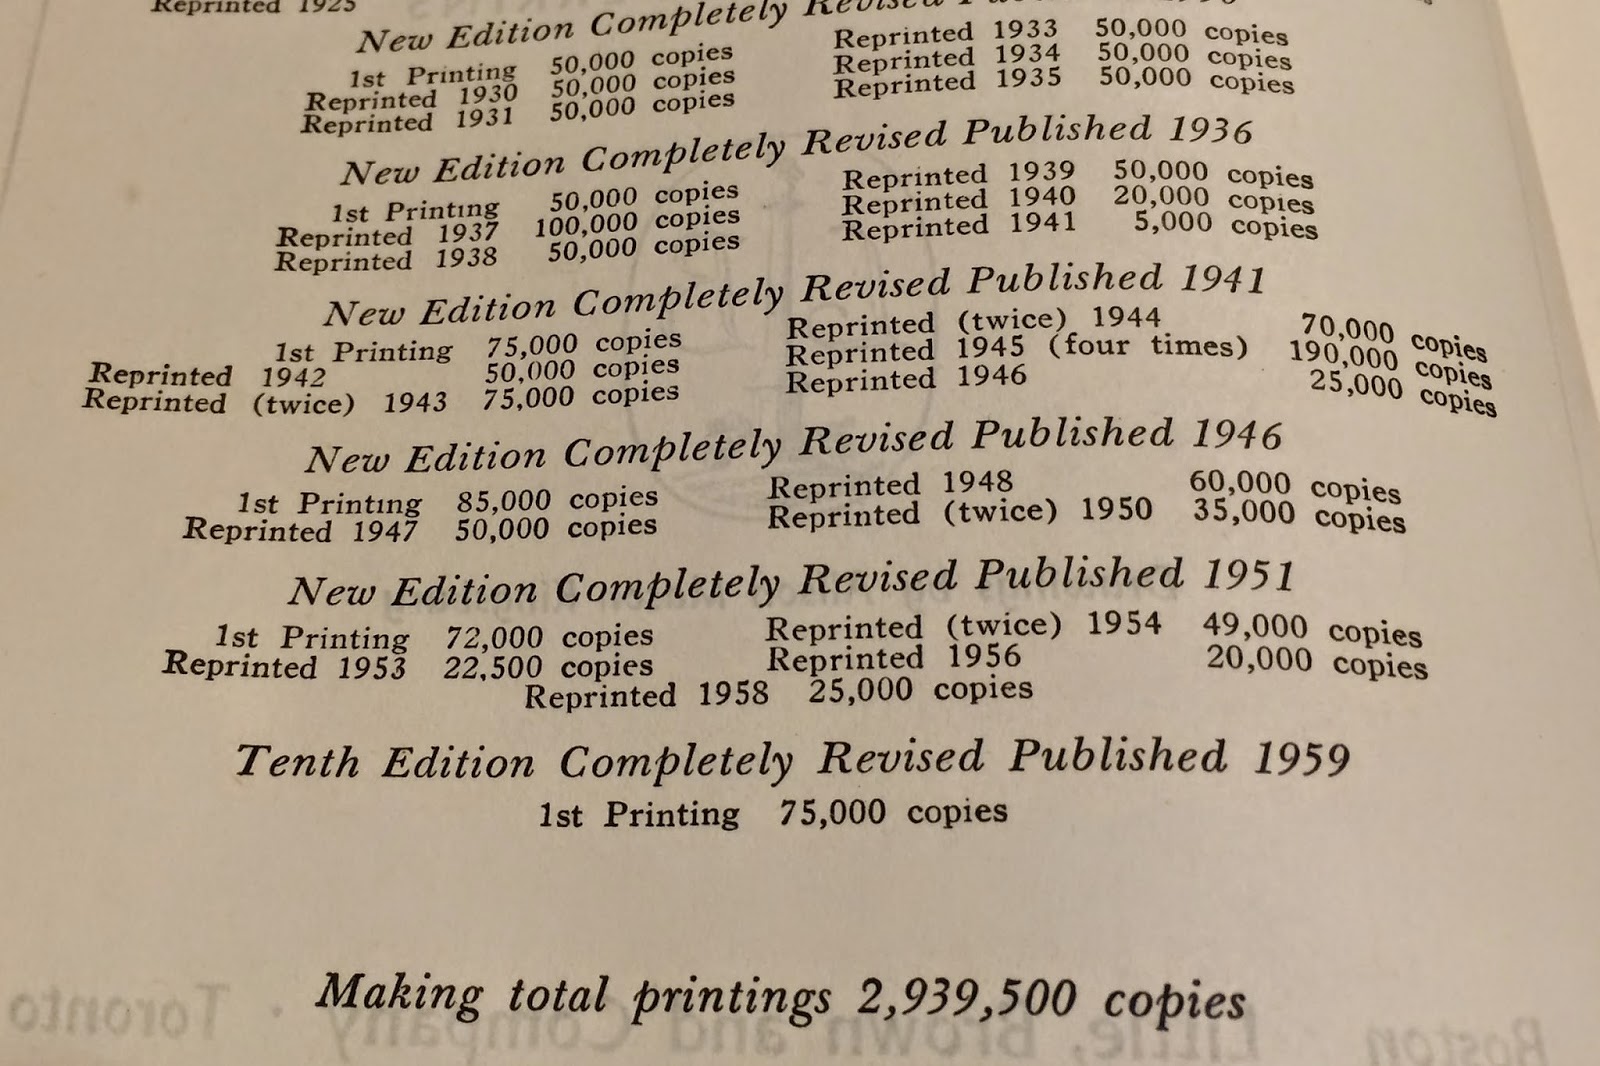 Reprinted 1925
New Edition Completely Revised
1st Printing 50,000 copies
Reprinted 1930 50,000 copies
Reprinted 1931 50,000 copies
Reprinted 1933 50,000 copies
Reprinted 1934 50,000 copies
Reprinted 1935 50,000 copies
New Edition Completely Revised Published 1936
1st Printing 50,000 copies
Reprinted 1937 100,000 copies
Reprinted 1938 50,000 copies
Reprinted 1939 50,000 copies
Reprinted 1940 20,000 copies
Reprinted 1941 5,000 copies
New Edition Completely Revised Published 1941
1st Printing 75,000 copies
Reprinted 1942 50,000 copies
Reprinted (twice) 1943 75,000 copies
Reprinted (twice) 1944 70,000 copies
Reprinted 1945 (four times) 190,000 copies
Reprinted 1946 25,000 copies
New Edition Completely Revised Published 1946
1st Printing 85,000 copies
Reprinted 1947 50,000 copies
Reprinted 1948 60,000 copies
Reprinted (twice) 1950 35,000 copies
New Edition Completely Revised Published 1951
1st Printing 72,000 copies
Reprinted 1953 22,500 copies
Reprinted (twice) 1954 49,000 copies
Reprinted 1956 20,000 copies
Reprinted 1958 25,000 copies
Tenth Edition Completely Revised Published 1959
1st Printing 75,000 copies
Making total printings 2,939,500 copies
Boston · Little, Brown and Company · Toronto